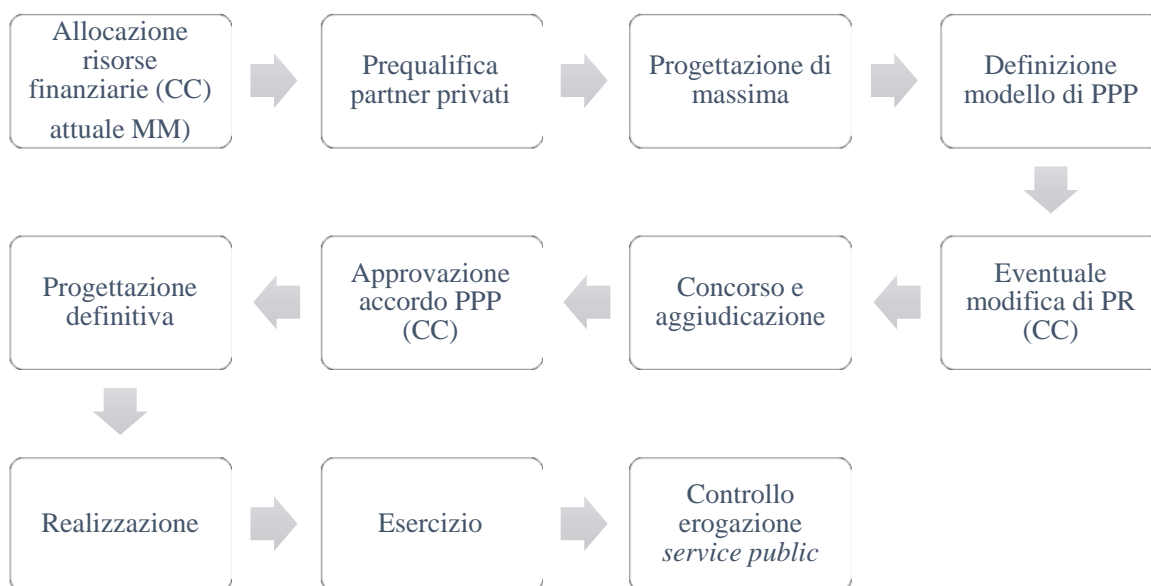 Allocazione
risorse
finanziarie (CC)
attuale MM)
Prequalifica
partner privati
Progettazione di
massima
Definizione
modello di PPP
Eventuale
modifica di PR
(CC)
Concorso e
aggiudicazione
Approvazione
accordo PPP
(CC)
Progettazione
definitiva
Realizzazione
Esercizio
Controllo
erogazione
service public